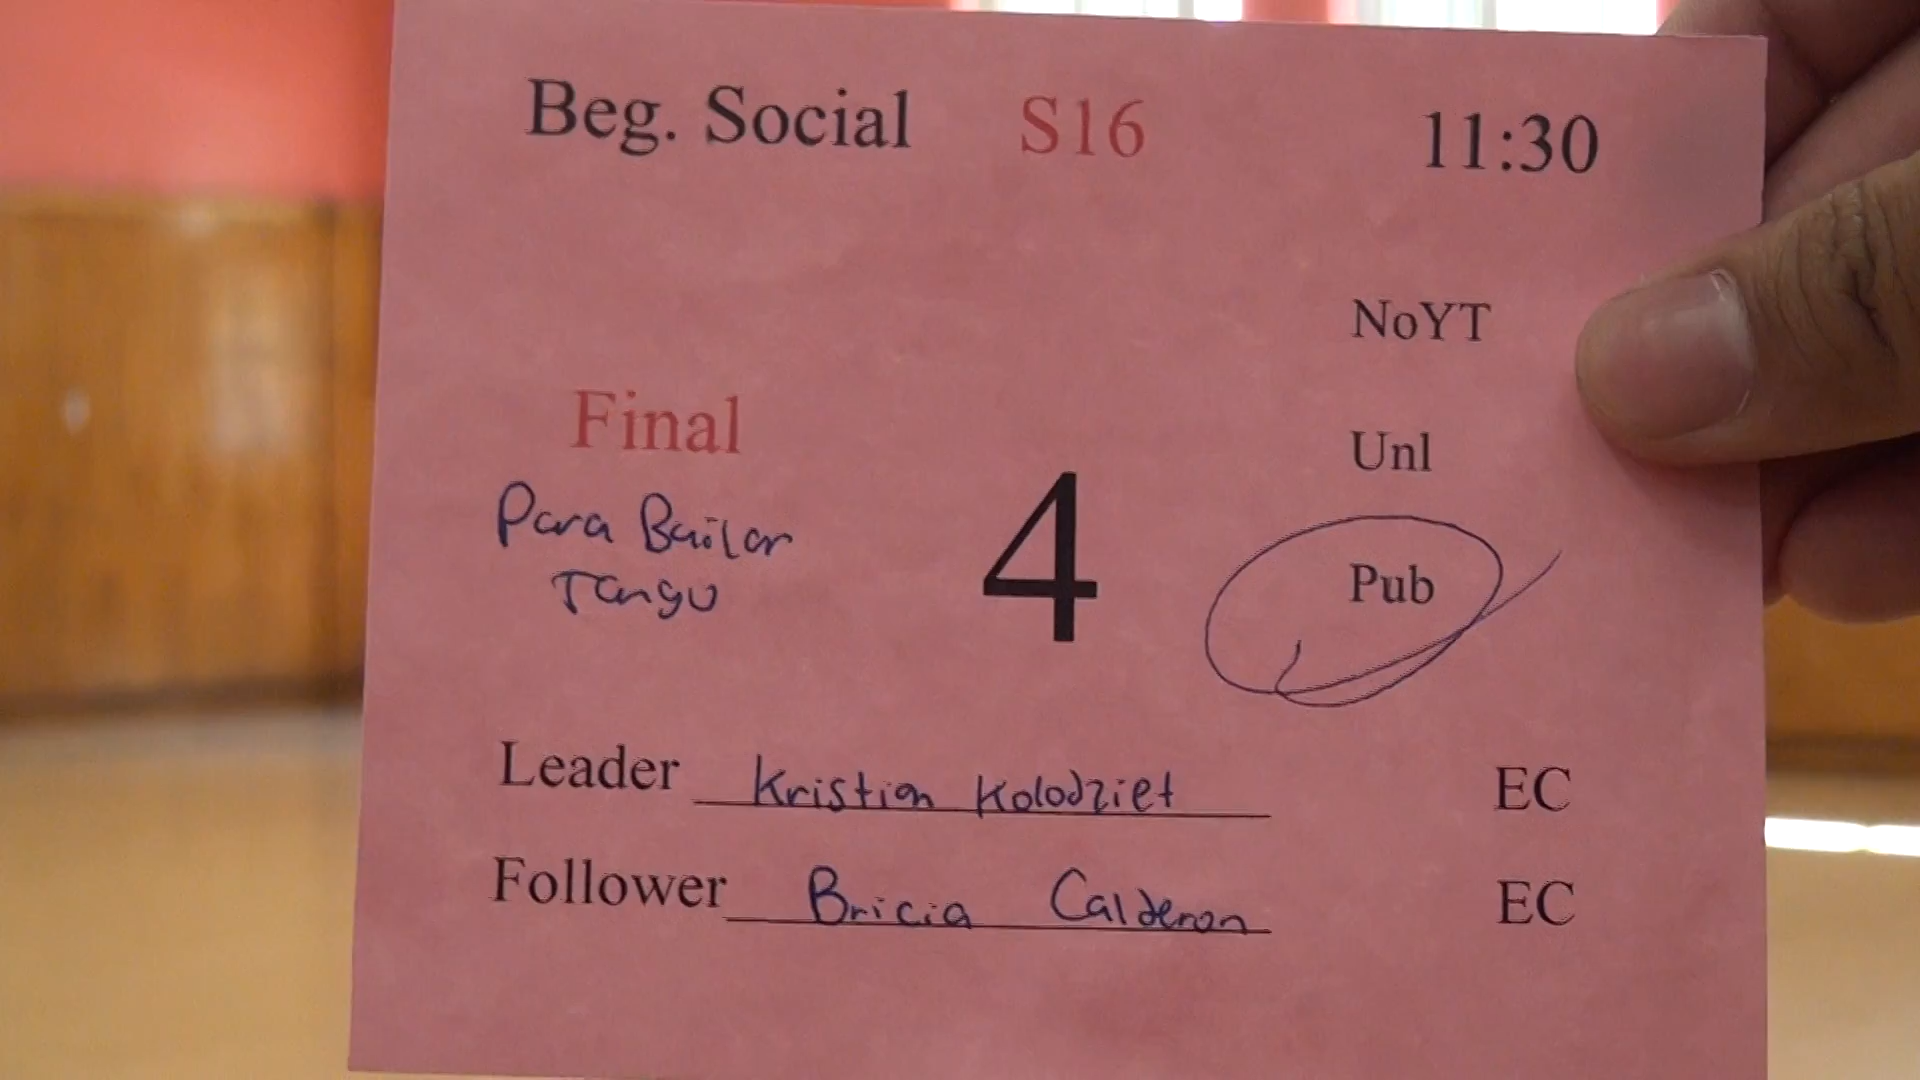 Beg. Social S16 11:30
NoYT
Final
Unl
Para Bailar
Tango
4
Pub
Leader Kristian Kolodziet EC
Follower Bricia Calderon EC